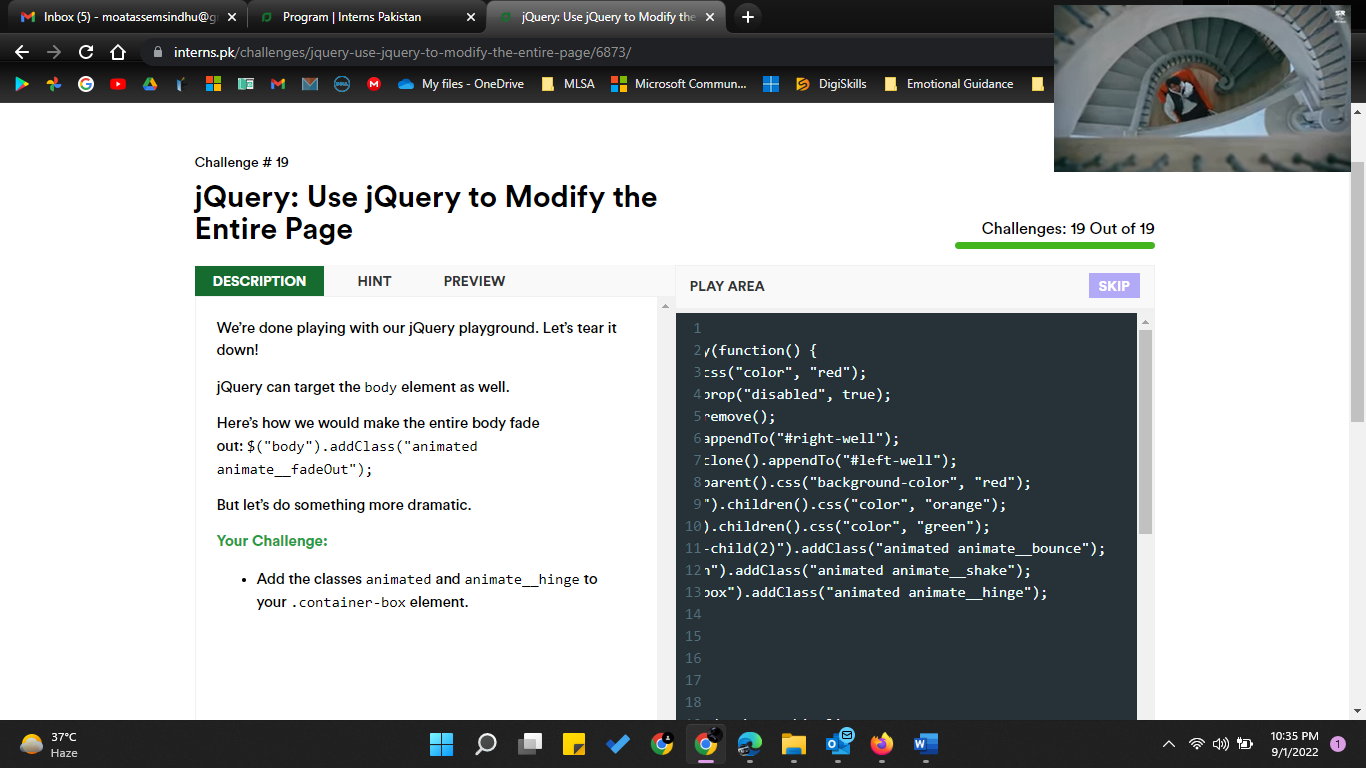 Inbox (5) - moatassemsindhu@g
Program | Interns Pakistan
jQuery: Use jQuery to Modify the
interns.pk/challenges/jquery-use-jquery-to-modify-the-entire-page/6873/
My files - OneDrive
MLSA
Microsoft Commun...
DigiSkills
Emotional Guidance
Challenge # 19
jQuery: Use jQuery to Modify the
Entire Page
Challenges: 19 Out of 19
DESCRIPTION
HINT
PREVIEW
We're done playing with our jQuery playground. Let's tear it
down!
jQuery can target the body element as well.
Here's how we would make the entire body fade
out: $("body").addClass("animated
animate__fadeOut");
But let's do something more dramatic.
Your Challenge:
• Add the classes animated and animate__hinge to
your .container-box element.
PLAY AREA
SKIP
1
2 y(function() {
3 css("color", "red");
4 prop("disabled", true);
5 remove();
6 appendTo("#right-well");
7 clone().appendTo("#left-well");
8 parent().css("background-color", "red");
9 ").children().css("color", "orange");
10 ).children().css("color", "green");
11 -child(2)").addClass("animated animate__bounce");
12 n").addClass("animated animate__shake");
13 box").addClass("animated animate__hinge");
14
15
16
17
18
37°C
Haze
10:35 PM
9/1/2022
1